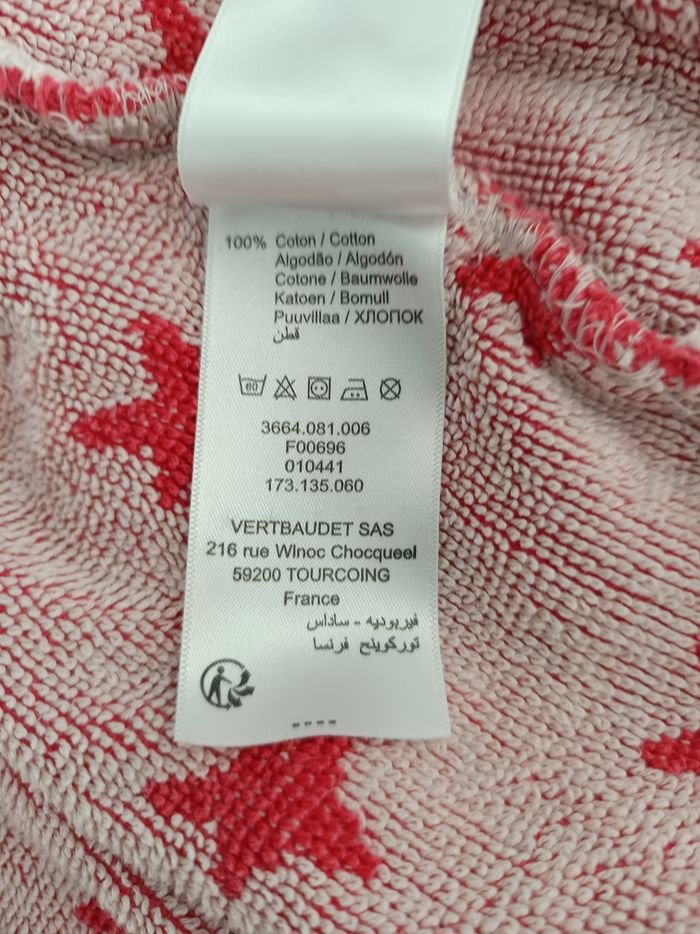 100% Coton / Cotton
Algodão / Algodón
Cotone / Baumwolle
Katoen / Bomull
Puuvillaa / ХЛОПОК
قطن
60
3664.081.006
F00696
010441
173.135.060
VERTBAUDET SAS
216 rue WInoc Chocqueel
59200 TOURCOING
France
فيربوديه - ساداس
توركوينج فرنسا